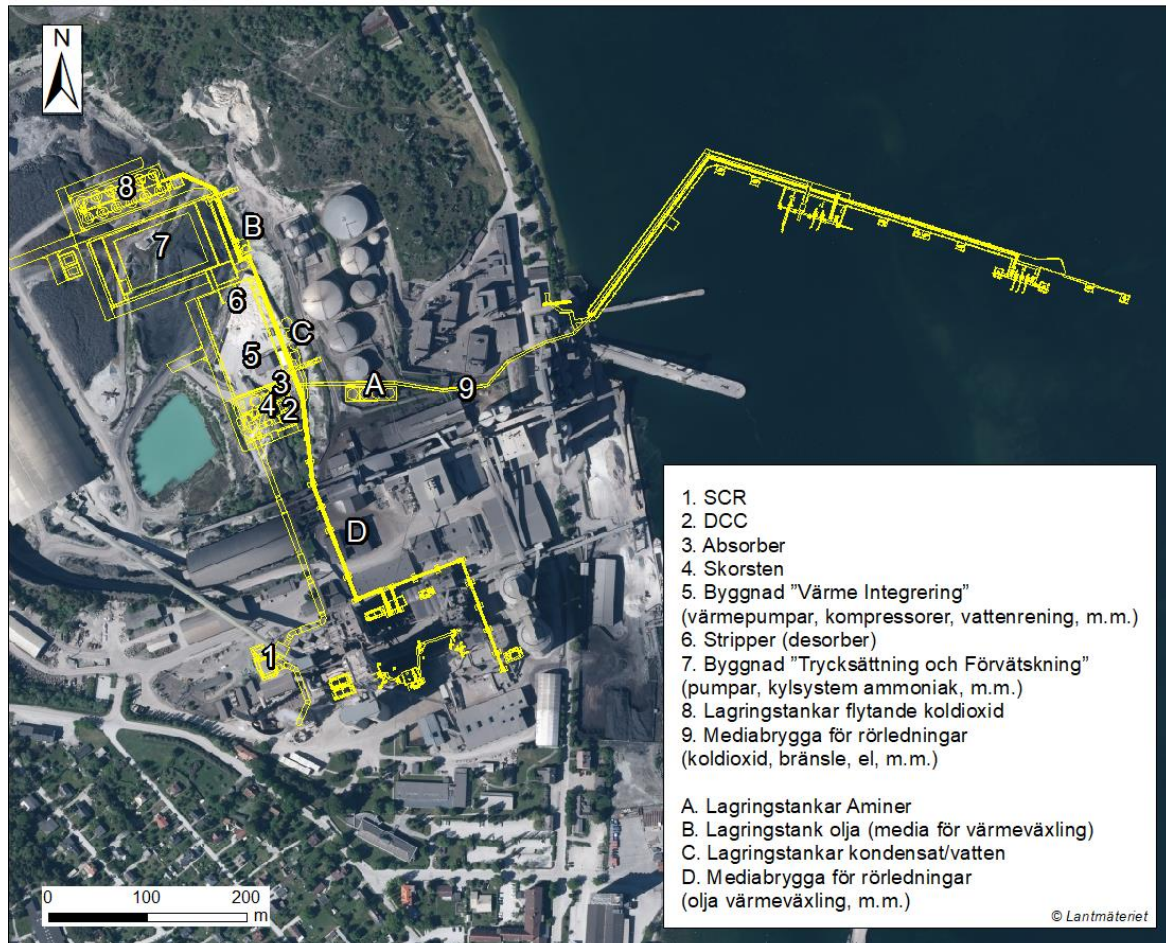 N
8
7
B
6
C
5
3
A
9
4
2
D
1
1. SCR
2. DCC
3. Absorber
4. Skorsten
5. Byggnad ”Värme Integrering”
(värmepumpar, kompressorer, vattenrening, m.m.)
6. Stripper (desorber)
7. Byggnad ”Trycksättning och Förvätskning”
(pumpar, kylsystem ammoniak, m.m.)
8. Lagringstankar flytande koldioxid
9. Mediabrygga för rörledningar
(koldioxid, bränsle, el, m.m.)
A. Lagringstankar Aminer
B. Lagringstank olja (media för värmeväxling)
C. Lagringstankar kondensat/vatten
D. Mediabrygga för rörledningar
(olja värmeväxling, m.m.)
0 100 200
m
© Lantmäteriet